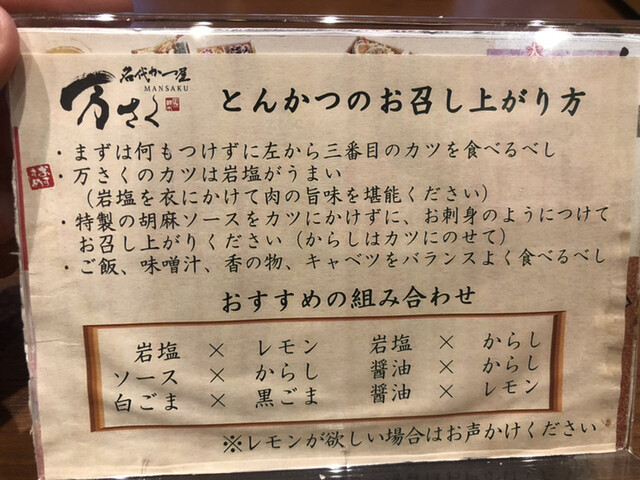 名代かつ屋
MANSAKU
万さく
とんかつのお召し上がり方
・まずは何もつけずに左から三番目のカツを食べるべし
・万さくのカツは岩塩がうまい
（岩塩を衣にかけて肉の旨味を堪能ください）
・特製の胡麻ソースをカツにかけずに、お刺身のようにつけて
お召し上がりください（からしはカツにのせて）
・ご飯、味噌汁、香の物、キャベツをバランスよく食べるべし
おすすめの組み合わせ
岩塩 × レモン 岩塩 × からし
ソース × からし 醤油 × からし
白ごま × 黒ごま 醤油 × レモン
※レモンが欲しい場合はお声かけください